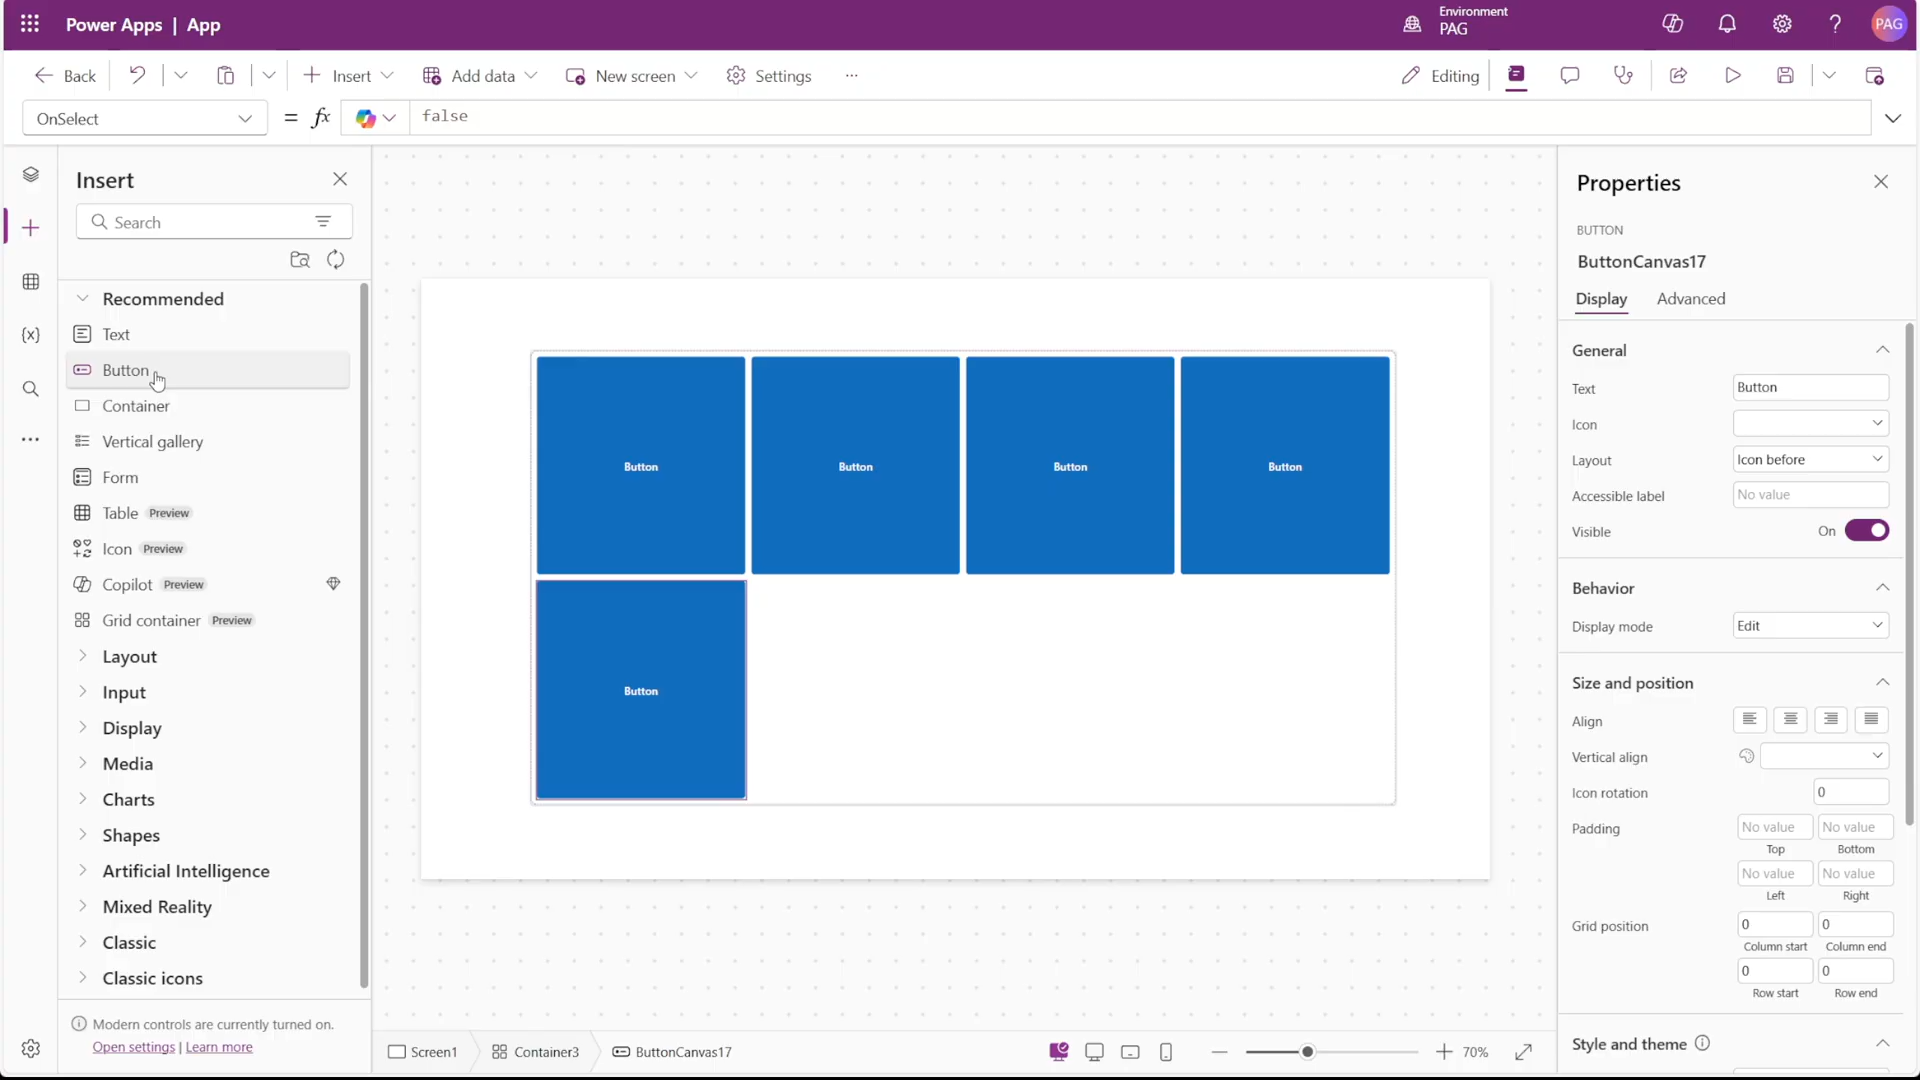 Power Apps | App
Environment
PAG
PAG
Back
Insert
Add data
New screen
Settings
...
Editing
OnSelect
= fx
false
Insert
Search
Recommended
Text
Button
Container
Vertical gallery
Form
Table Preview
Icon Preview
Copilot Preview
Grid container Preview
Layout
Input
Display
Media
Charts
Shapes
Artificial Intelligence
Mixed Reality
Classic
Classic icons
Modern controls are currently turned on.
Open settings | Learn more
Button
Button
Button
Button
Button
Screen1
Container3
ButtonCanvas17
70%
Properties
BUTTON
ButtonCanvas17
Display
Advanced
General
Text
Button
Icon
Layout
Icon before
Accessible label
No value
Visible
On
Behavior
Display mode
Edit
Size and position
Align
Vertical align
Icon rotation
0
Padding
No value
No value
Top
Bottom
No value
No value
Left
Right
Grid position
0
0
Column start
Column end
0
0
Row start
Row end
Style and theme